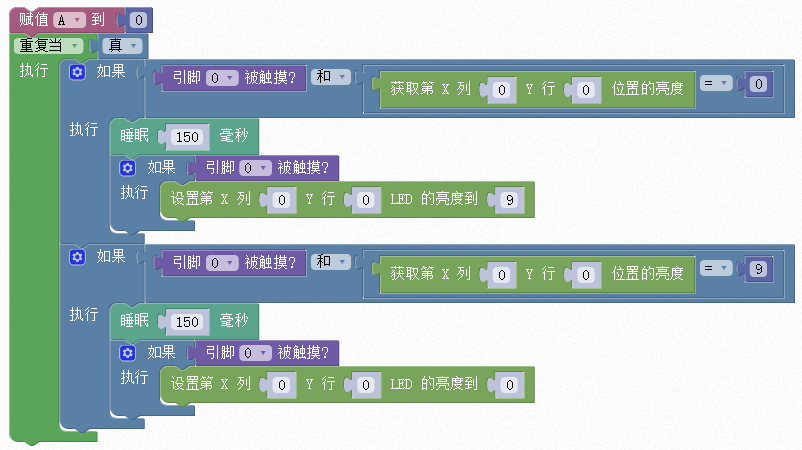 赋值 A 到 0
重复当 真
执行 如果 引脚 0 被触摸? 和 获取第 X 列 0 Y 行 0 位置的亮度 = 0
执行 睡眠 150 毫秒
如果 引脚 0 被触摸?
执行 设置第 X 列 0 Y 行 0 LED 的亮度到 9
如果 引脚 0 被触摸? 和 获取第 X 列 0 Y 行 0 位置的亮度 = 9
执行 睡眠 150 毫秒
如果 引脚 0 被触摸?
执行 设置第 X 列 0 Y 行 0 LED 的亮度到 0